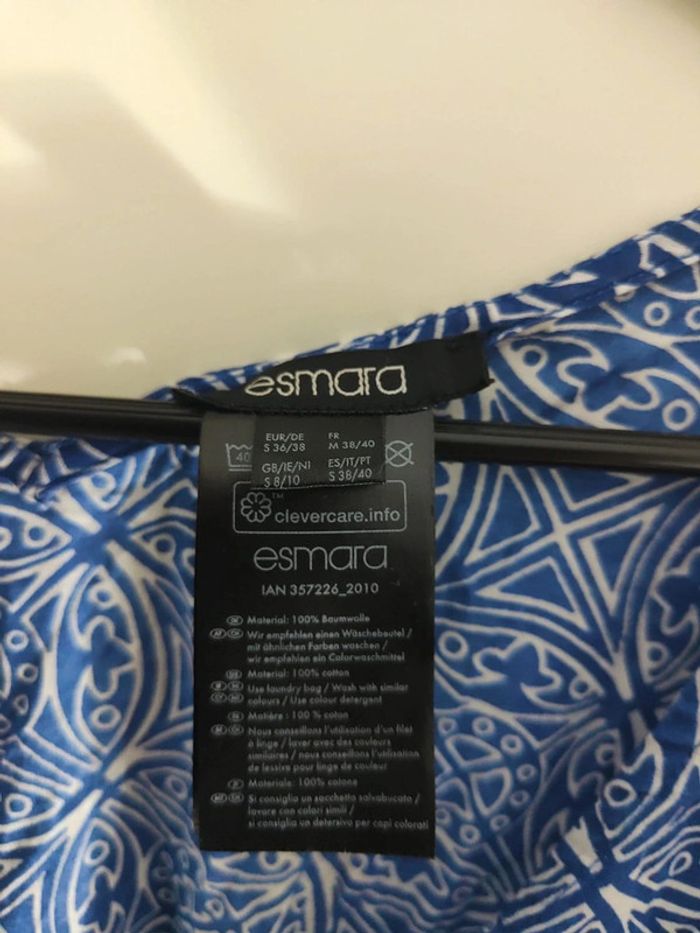 esmara
EUR/DE FR
S 36/38 M 38/40
40
GB/IE/NI ES/IT/PT
S 8/10 S 38/40
TM
clevercare.info
esmara
IAN 357226_2010
Material: 100% Baumwolle
Wir empfehlen einen Wäschebeutel /
mit ähnlichen Farben waschen /
wir empfehlen ein Colorwaschmittel
Material: 100% cotton
Use laundry bag / Wash with similar
colours / Use colour detergent
Matière : 100 % coton
Nous conseillons l'utilisation d'un filet
à linge / laver avec des couleurs
similaires / nous conseillons l'utilisation
de lessive pour linge de couleur
Materiale: 100% cotone
Si consiglia un sacchetto salvabucato /
lavare con colori simili /
si consiglia un detersivo per capi colorati